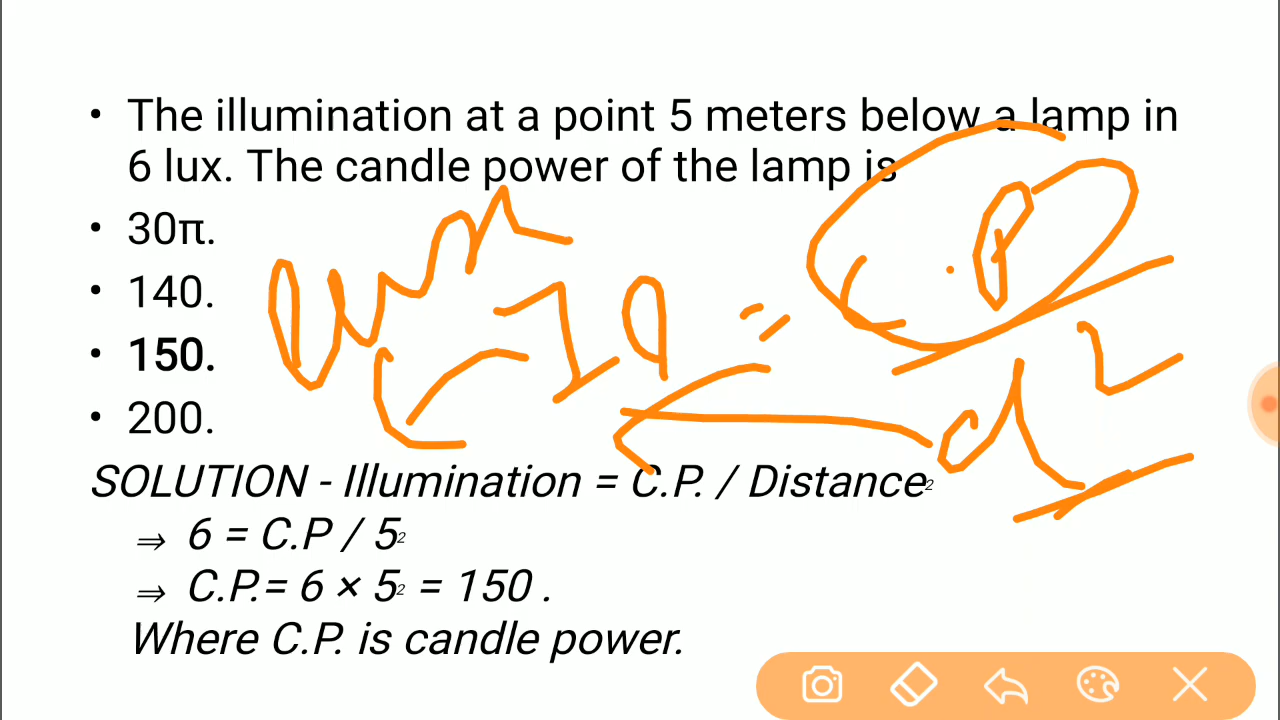 • The illumination at a point 5 meters below a lamp in
6 lux. The candle power of the lamp is
• 30π.
• 140.
• 150.
• 200.
SOLUTION - Illumination = C.P. / Distance²
⇒ 6 = C.P / 5²
⇒ C.P.= 6 × 5² = 150 .
Where C.P. is candle power.